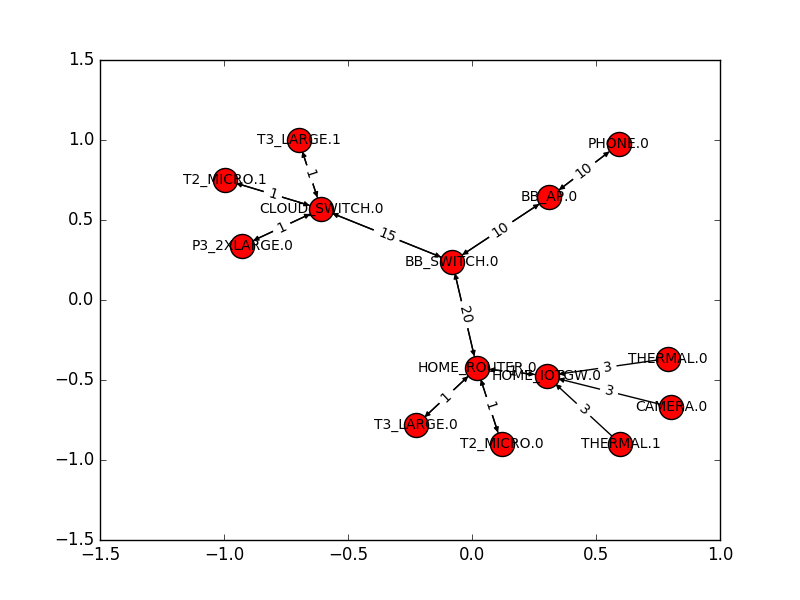 1.5
T3_LARGE.1
1.0
PHONE.0
1
10
T2_MICRO.1
1
BB_AP.0
CLOUD_SWITCH.0
0.5
1
15
10
P3_2XLARGE.0
BB_SWITCH.0
0.0
20
THERMAL.0
HOME_ROUTER.0
3
HOME_IOTGW.0
−0.5
1
1
3
3
CAMERA.0
T3_LARGE.0
T2_MICRO.0
THERMAL.1
−1.0
−1.5
−1.5
−1.0
−0.5
0.0
0.5
1.0